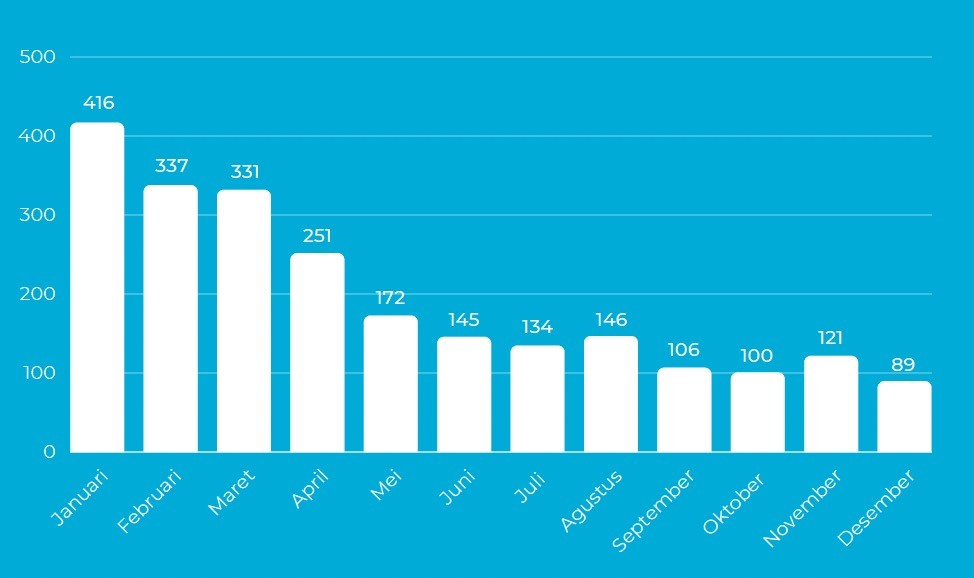 500
400
300
200
100
0
416
337
331
251
172
145
134
146
106
100
121
89
Januari
Februari
Maret
April
Mei
Juni
Juli
Agustus
September
Oktober
November
Desember